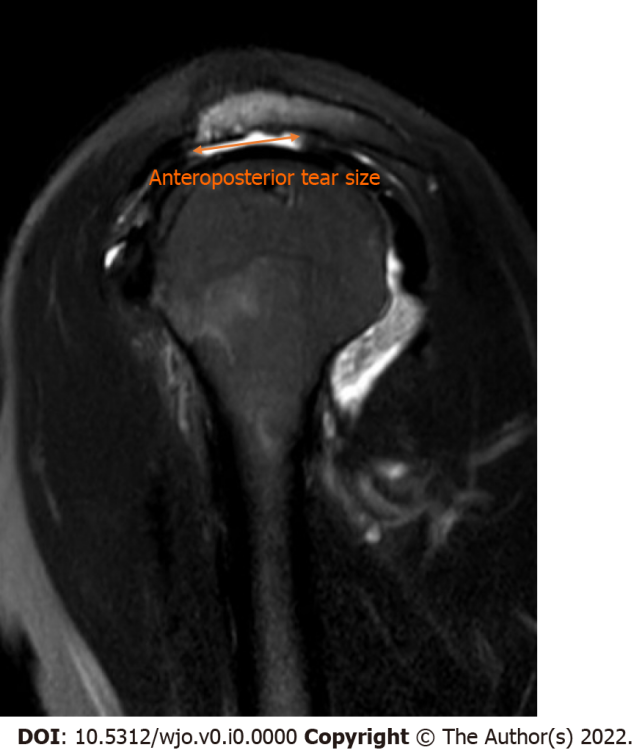 Anteroposterior tear size
DOI: 10.5312/wjo.v0.i0.0000 Copyright © The Author(s) 2022.